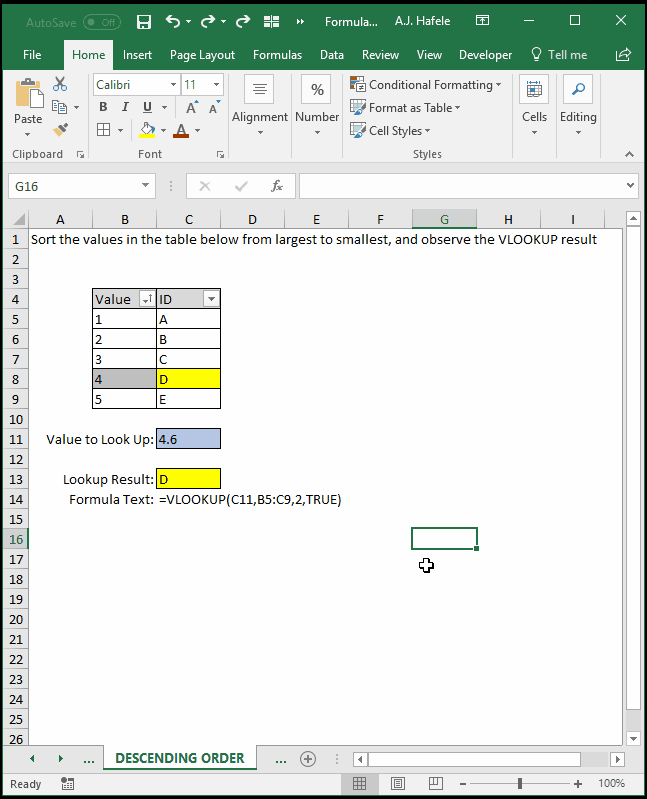 AutoSave Off Formula... A.J. Hafele
File Home Insert Page Layout Formulas Data Review View Developer Tell me
Paste
Calibri 11
B I U
A A
A
Alignment
%
Number
Conditional Formatting
Format as Table
Cell Styles
Cells
Editing
Clipboard Font Styles
G16 fx
A B C D E F G H I
1 Sort the values in the table below from largest to smallest, and observe the VLOOKUP result
2
3
4 Value ID
5 1 A
6 2 B
7 3 C
8 4 D
9 5 E
10
11 Value to Look Up: 4.6
12
13 Lookup Result: D
14 Formula Text: =VLOOKUP(C11,B5:C9,2,TRUE)
15
16
17
18
19
20
21
22
23
24
25
26
... DESCENDING ORDER ...
Ready 100%